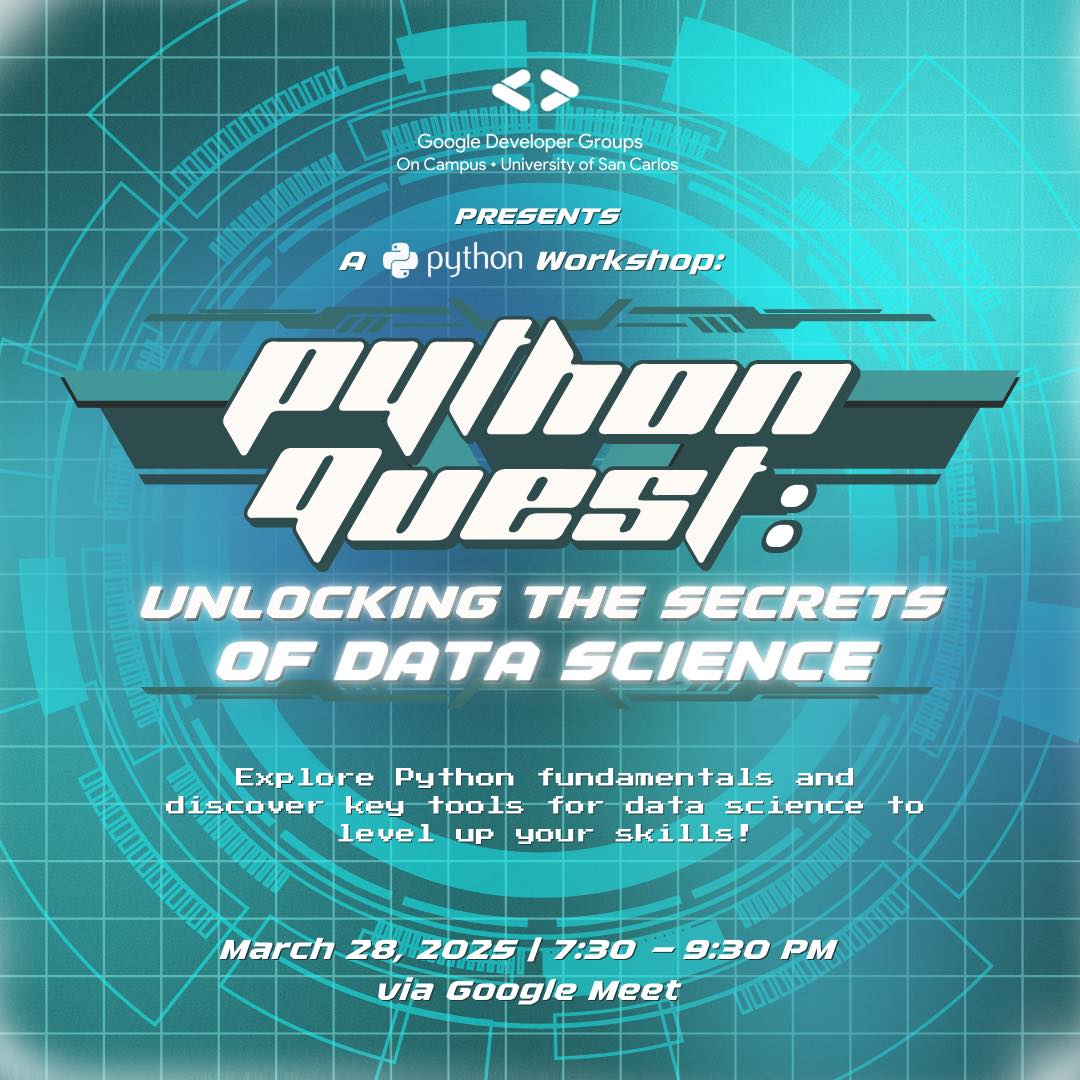 Google Developer Groups
On Campus • University of San Carlos
PRESENTS
A python Workshop:
python
Quest:
UNLOCKING THE SECRETS
OF DATA SCIENCE
Explore Python fundamentals and
discover key tools for data science to
level up your skills!
March 28, 2025 | 7:30 – 9:30 PM
via Google Meet